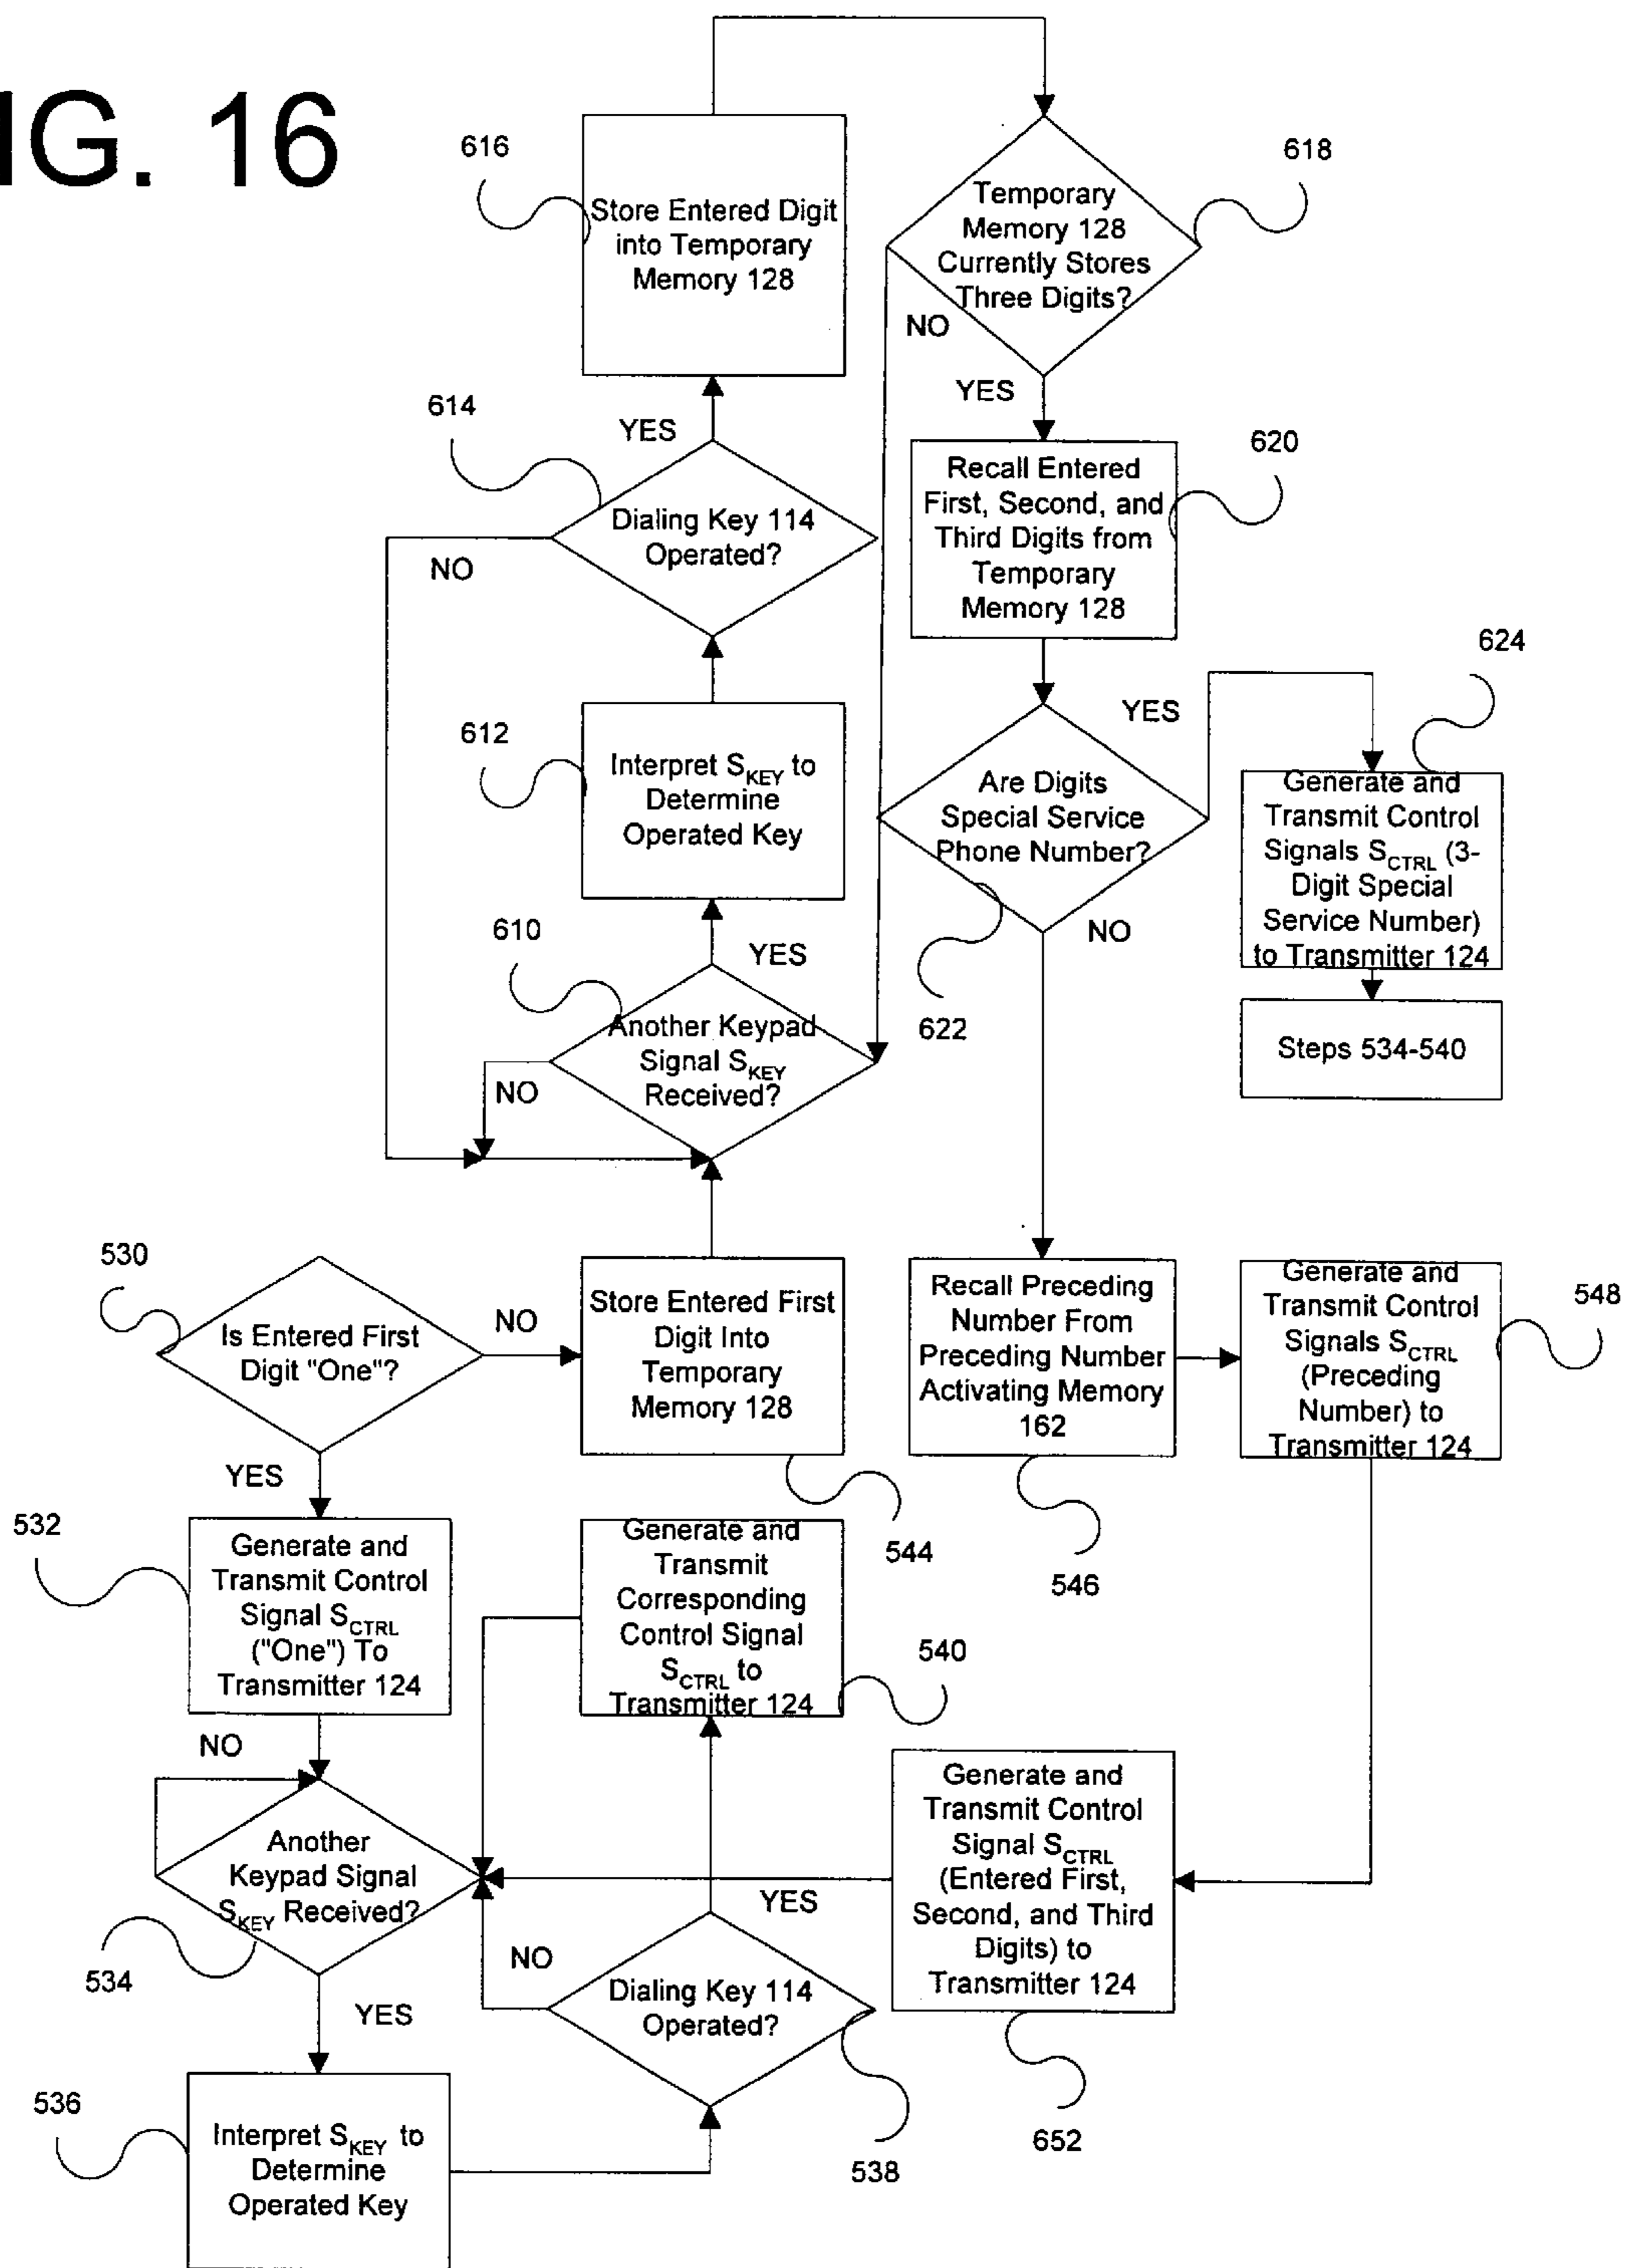 IG. 16
616
Store Entered Digit
into Temporary
Memory 128
618
Temporary
Memory 128
Currently Stores
Three Digits?
NO
YES
614
YES
Dialing Key 114
Operated?
NO
620
Recall Entered
First, Second, and
Third Digits from
Temporary
Memory 128
612
Interpret SKEY to
Determine
Operated Key
624
YES
Are Digits
Special Service
Phone Number?
NO
622
Generate and
Transmit Control
Signals SCTRL (3-
Digit Special
Service Number)
to Transmitter 124
Steps 534-540
610
YES
Another Keypad
Signal SKEY
Received?
NO
530
Is Entered First
Digit "One"?
NO
YES
Store Entered First
Digit Into
Temporary
Memory 128
544
Recall Preceding
Number From
Preceding Number
Activating Memory
162
546
Generate and
Transmit Control
Signals SCTRL
(Preceding
Number) to
Transmitter 124
548
532
Generate and
Transmit Control
Signal SCTRL
("One") To
Transmitter 124
Generate and
Transmit
Corresponding
Control Signal
SCTRL to
Transmitter 124
540
NO
Another
Keypad Signal
SKEY Received?
534
YES
YES
NO
Dialing Key 114
Operated?
538
Generate and
Transmit Control
Signal SCTRL
(Entered First,
Second, and Third
Digits) to
Transmitter 124
652
536
Interpret SKEY to
Determine
Operated Key